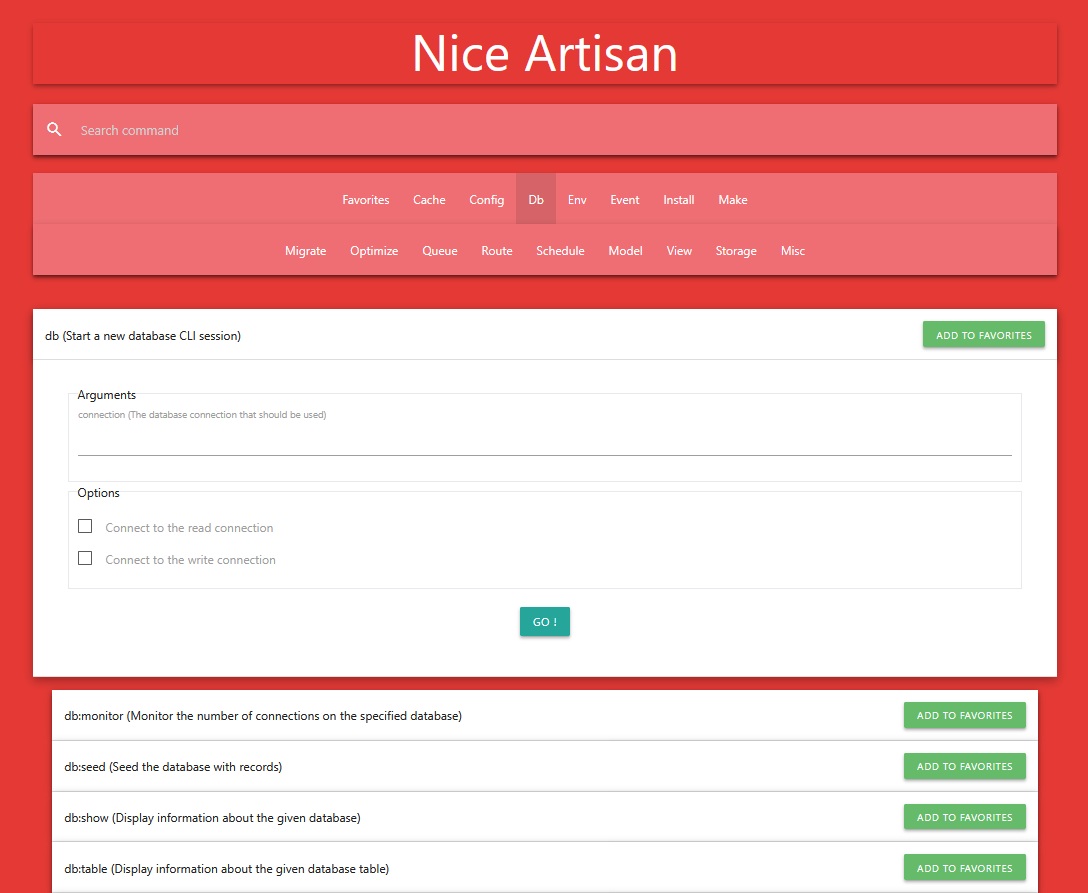 Nice Artisan
Search command
Favorites Cache Config Db Env Event Install Make
Migrate Optimize Queue Route Schedule Model View Storage Misc
db (Start a new database CLI session) ADD TO FAVORITES
Arguments
connection (The database connection that should be used)
Options
Connect to the read connection
Connect to the write connection
GO !
db:monitor (Monitor the number of connections on the specified database) ADD TO FAVORITES
db:seed (Seed the database with records) ADD TO FAVORITES
db:show (Display information about the given database) ADD TO FAVORITES
db:table (Display information about the given database table) ADD TO FAVORITES